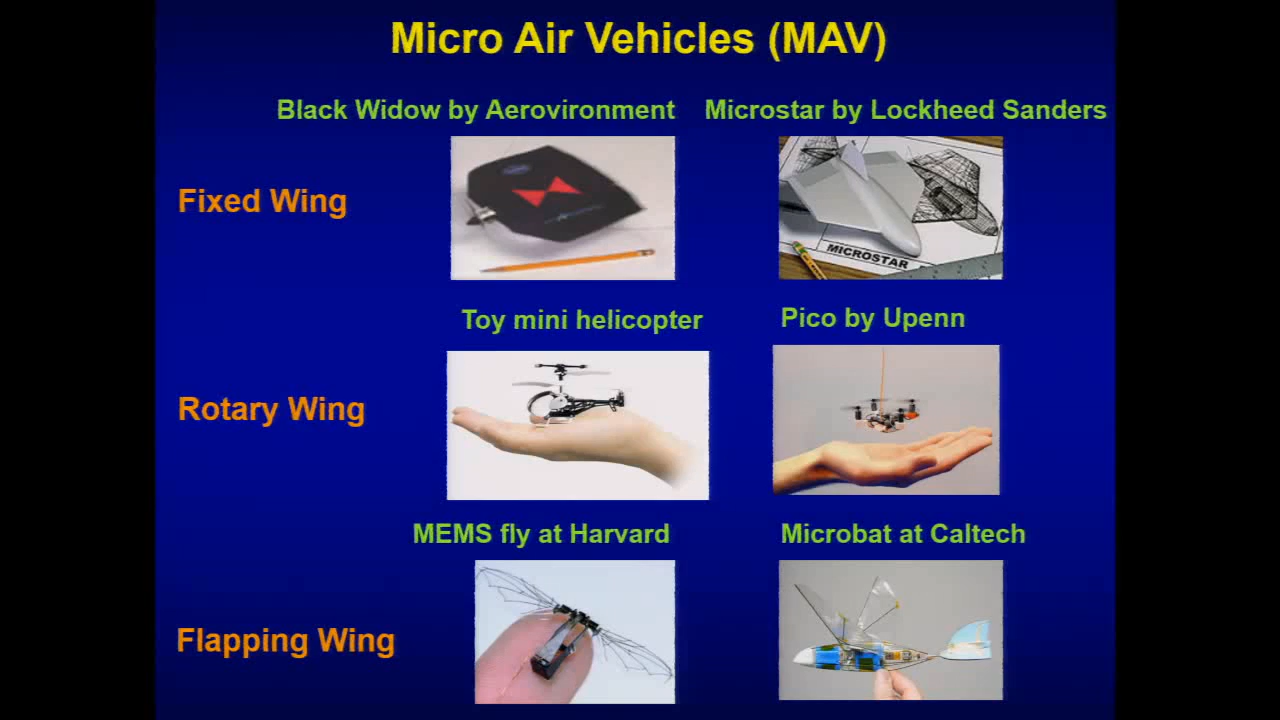 Micro Air Vehicles (MAV)
Black Widow by Aerovironment
Microstar by Lockheed Sanders
Fixed Wing
MICROSTAR
Toy mini helicopter
Pico by Upenn
Rotary Wing
MEMS fly at Harvard
Microbat at Caltech
Flapping Wing